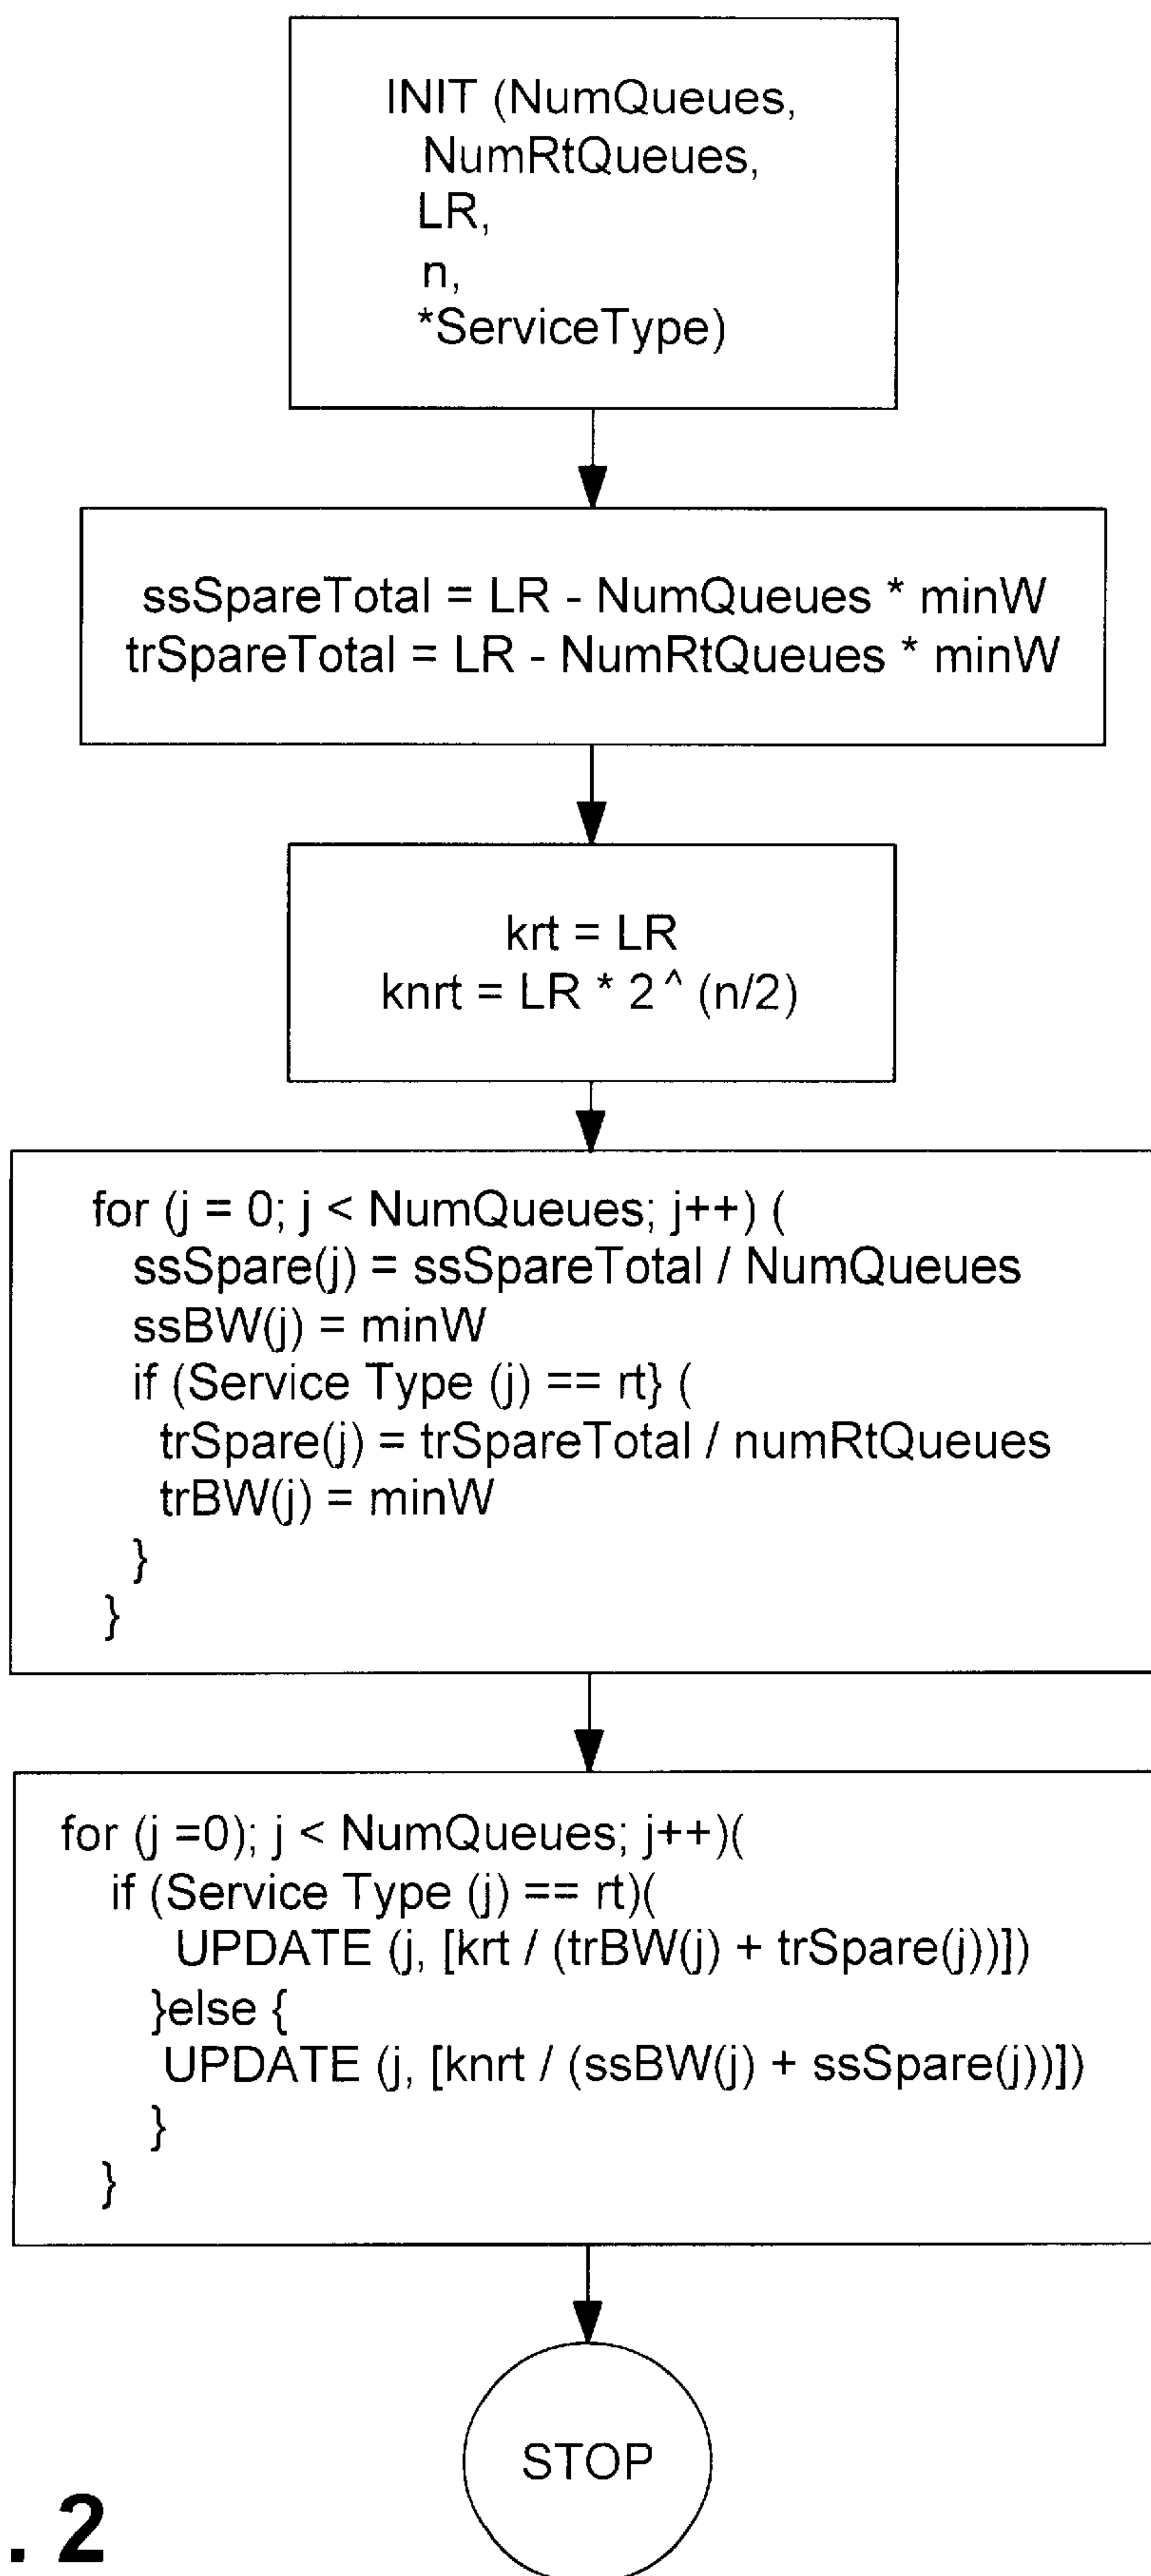 INIT (NumQueues,
NumRtQueues,
LR,
n,
*ServiceType)
ssSpareTotal = LR - NumQueues * minW
trSpareTotal = LR - NumRtQueues * minW
krt = LR
knrt = LR * 2 ^ (n/2)
for (j = 0; j < NumQueues; j++) (
ssSpare(j) = ssSpareTotal / NumQueues
ssBW(j) = minW
if (Service Type (j) == rt} (
trSpare(j) = trSpareTotal / numRtQueues
trBW(j) = minW
}
}
for (j =0); j < NumQueues; j++)(
if (Service Type (j) == rt)(
UPDATE (j, [krt / (trBW(j) + trSpare(j))])
}else {
UPDATE (j, [knrt / (ssBW(j) + ssSpare(j))])
}
}
STOP
. 2